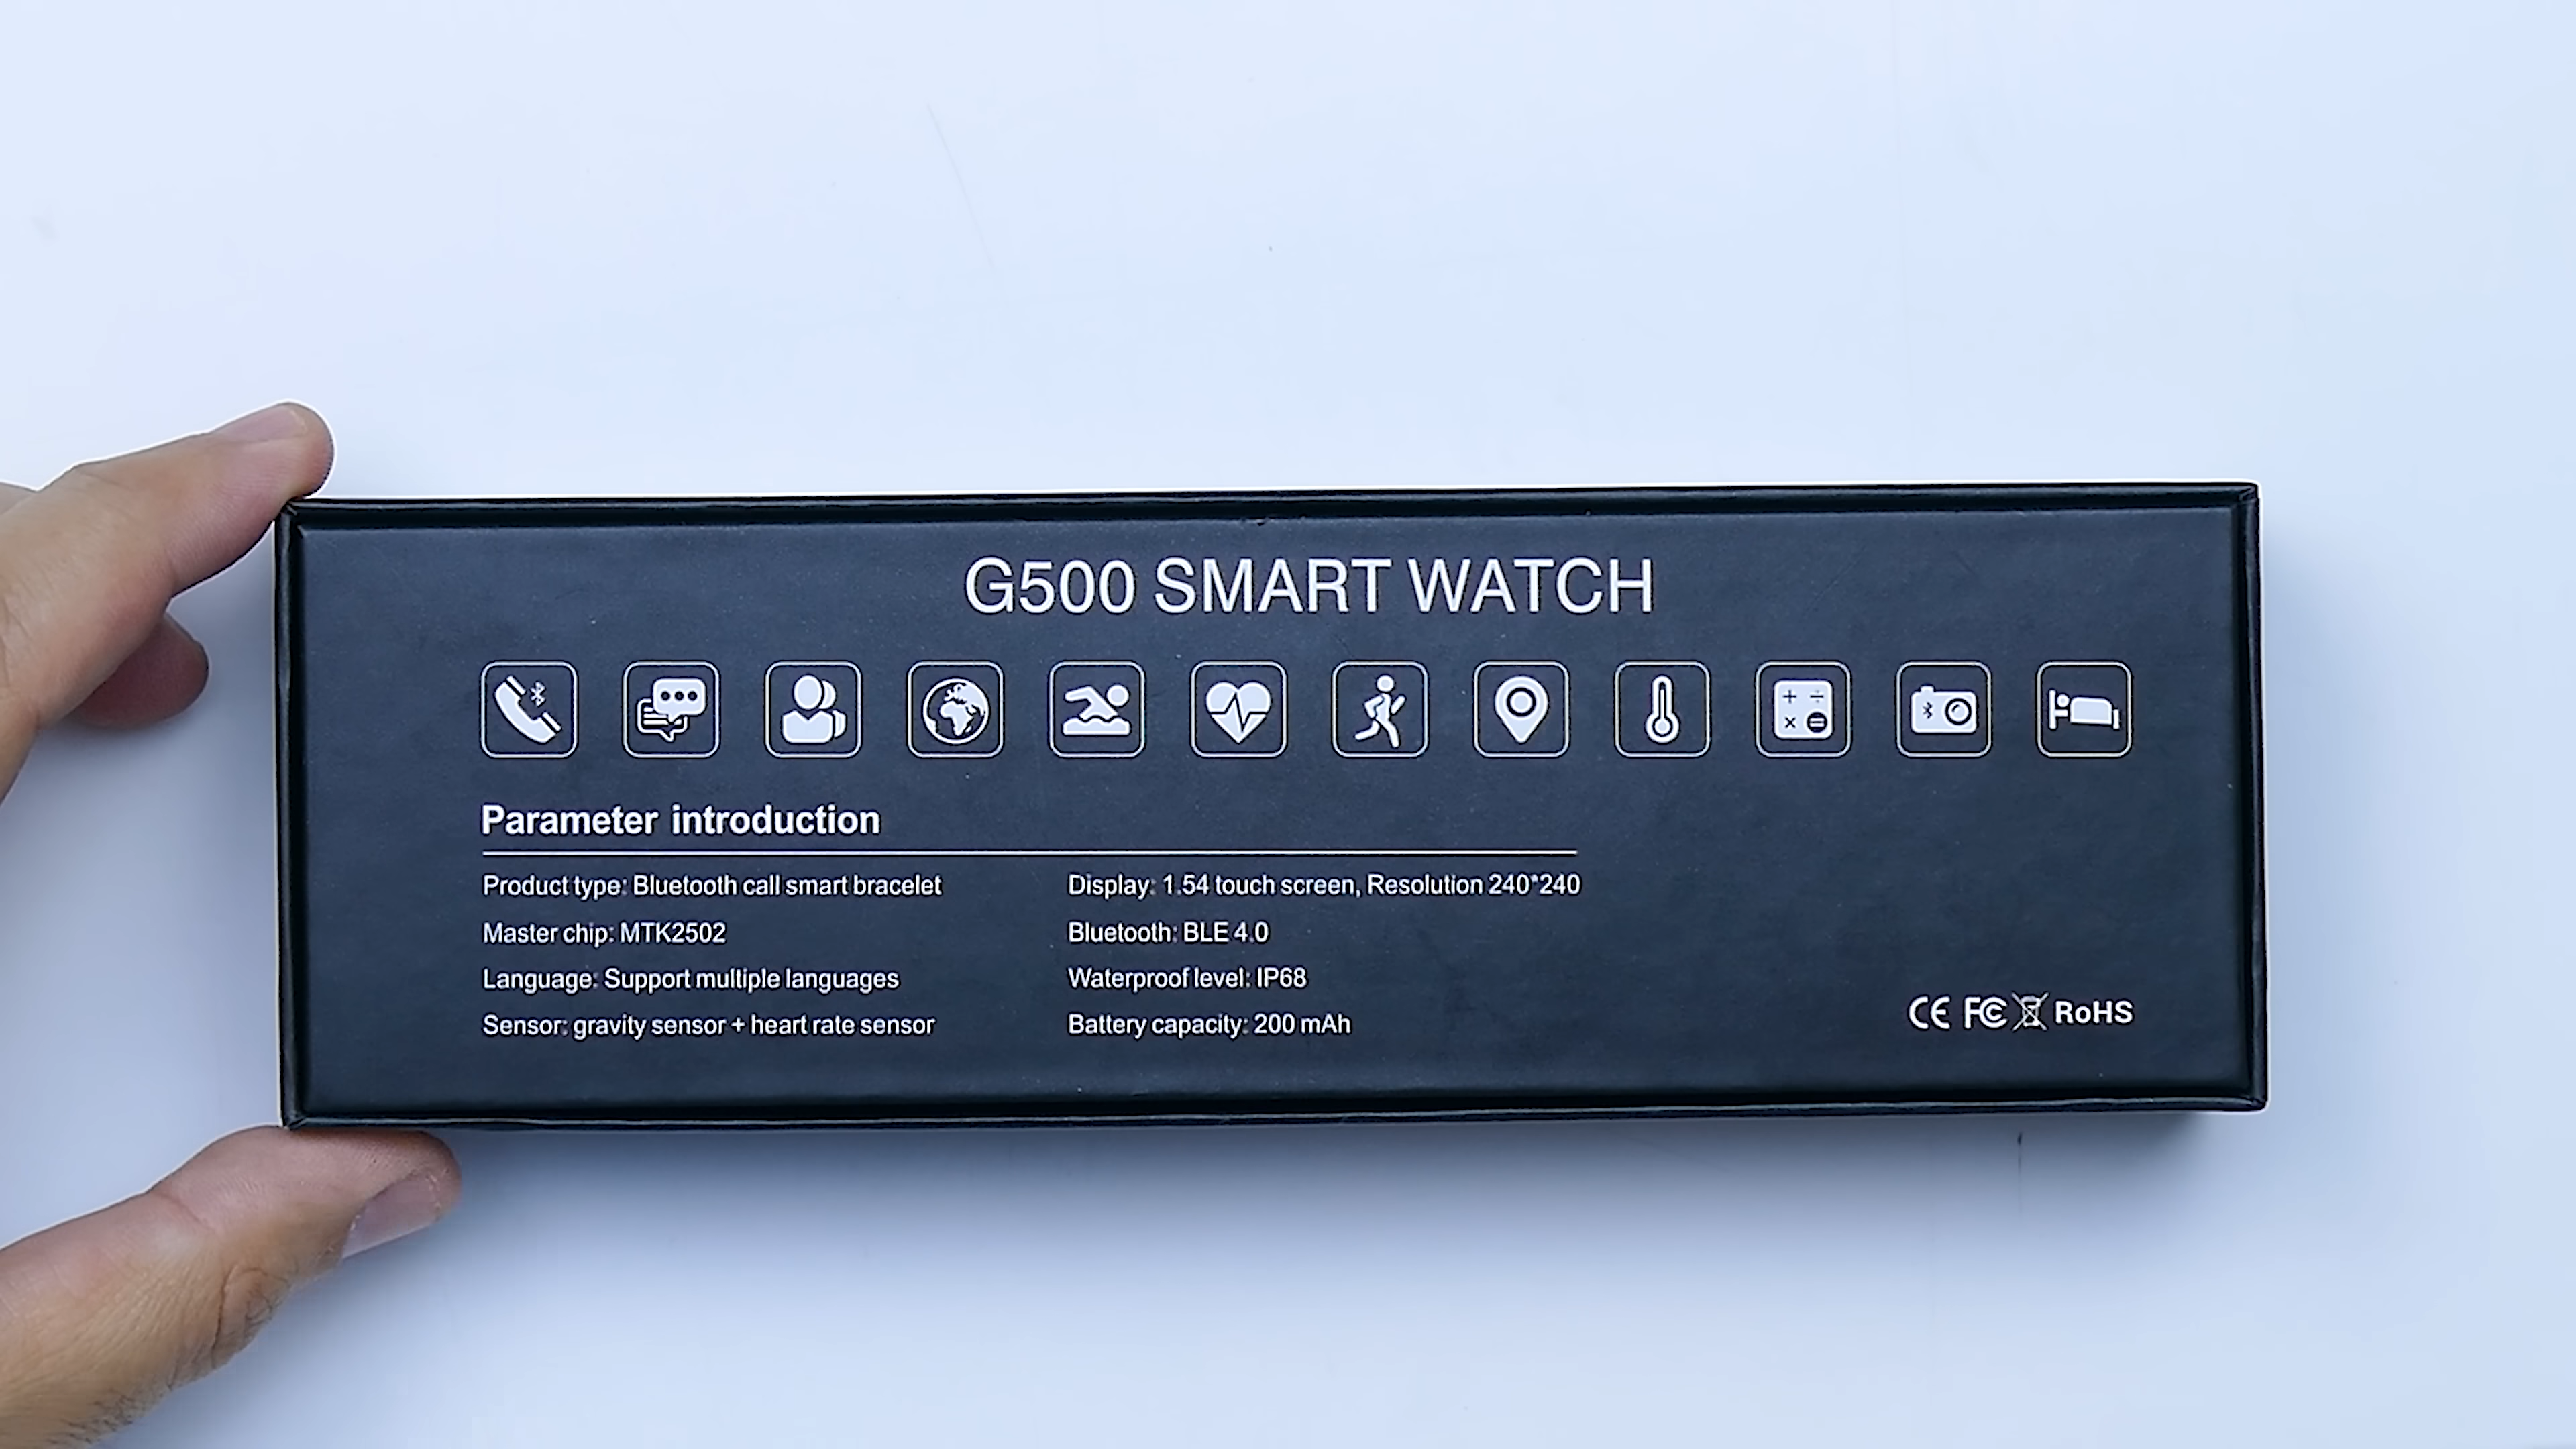 G500 SMART WATCH
Parameter introduction
Product type: Bluetooth call smart bracelet
Master chip: MTK2502
Language: Support multiple languages
Sensor: gravity sensor + heart rate sensor
Display: 1.54 touch screen, Resolution 240*240
Bluetooth: BLE 4.0
Waterproof level: IP68
Battery capacity: 200 mAh
CE FC RoHS